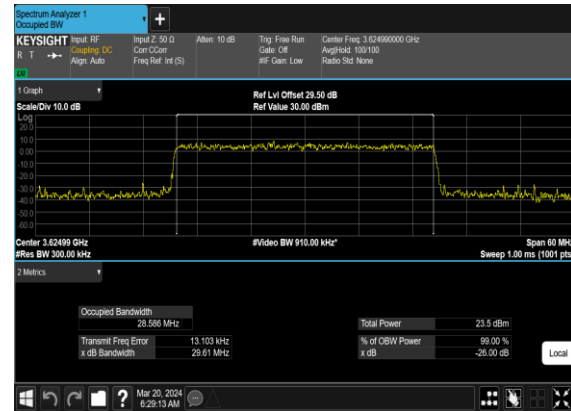 Spectrum Analyzer 1
Occupied BW
+
KEYSIGHT
R T
Input: RF
Coupling: DC
Align: Auto
Input Z: 50 Ω
Corr CCorr
Freq Ref: Int (S)
Atten: 10 dB
Trig: Free Run
Gate: Off
#IF Gain: Low
Center Freq: 3.624990000 GHz
Avg|Hold: 100/100
Radio Std: None
1 Graph
Scale/Div 10.0 dB
Ref Lvl Offset 29.50 dB
Ref Value 30.00 dBm
Log
20.0
10.0
0.00
-10.0
-20.0
-30.0
-40.0
-50.0
-60.0
Center 3.62499 GHz
#Res BW 300.00 kHz
#Video BW 910.00 kHz*
Span 60 MHz
Sweep 1.00 ms (1001 pts
2 Metrics
Occupied Bandwidth
28.586 MHz
Transmit Freq Error 13.103 kHz
x dB Bandwidth 29.61 MHz
Total Power 23.5 dBm
% of OBW Power 99.00 %
x dB -26.00 dB
Local
?
Mar 20, 2024
6:29:13 AM